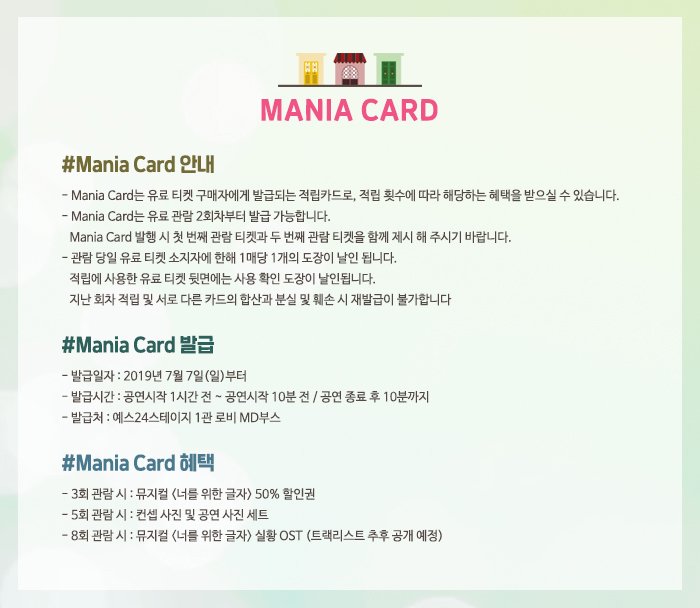 MANIA CARD
#Mania Card 안내
- Mania Card는 유료 티켓 구매자에게 발급되는 적립카드로, 적립 횟수에 따라 해당하는 혜택을 받으실 수 있습니다.
- Mania Card는 유료 관람 2회차부터 발급 가능합니다.
Mania Card 발행 시 첫 번째 관람 티켓과 두 번째 관람 티켓을 함께 제시 해 주시기 바랍니다.
- 관람 당일 유료 티켓 소지자에 한해 1매당 1개의 도장이 날인 됩니다.
적립에 사용한 유료 티켓 뒷면에는 사용 확인 도장이 날인됩니다.
지난 회차 적립 및 서로 다른 카드의 합산과 분실 및 훼손 시 재발급이 불가합니다
#Mania Card 발급
- 발급일자 : 2019년 7월 7일(일)부터
- 발급시간 : 공연시작 1시간 전 ~ 공연시작 10분 전 / 공연 종료 후 10분까지
- 발급처 : 예스24스테이지 1관 로비 MD부스
#Mania Card 혜택
- 3회 관람 시 : 뮤지컬 <너를 위한 글자> 50% 할인권
- 5회 관람 시 : 컨셉 사진 및 공연 사진 세트
- 8회 관람 시 : 뮤지컬 <너를 위한 글자> 실황 OST (트랙리스트 추후 공개 예정)